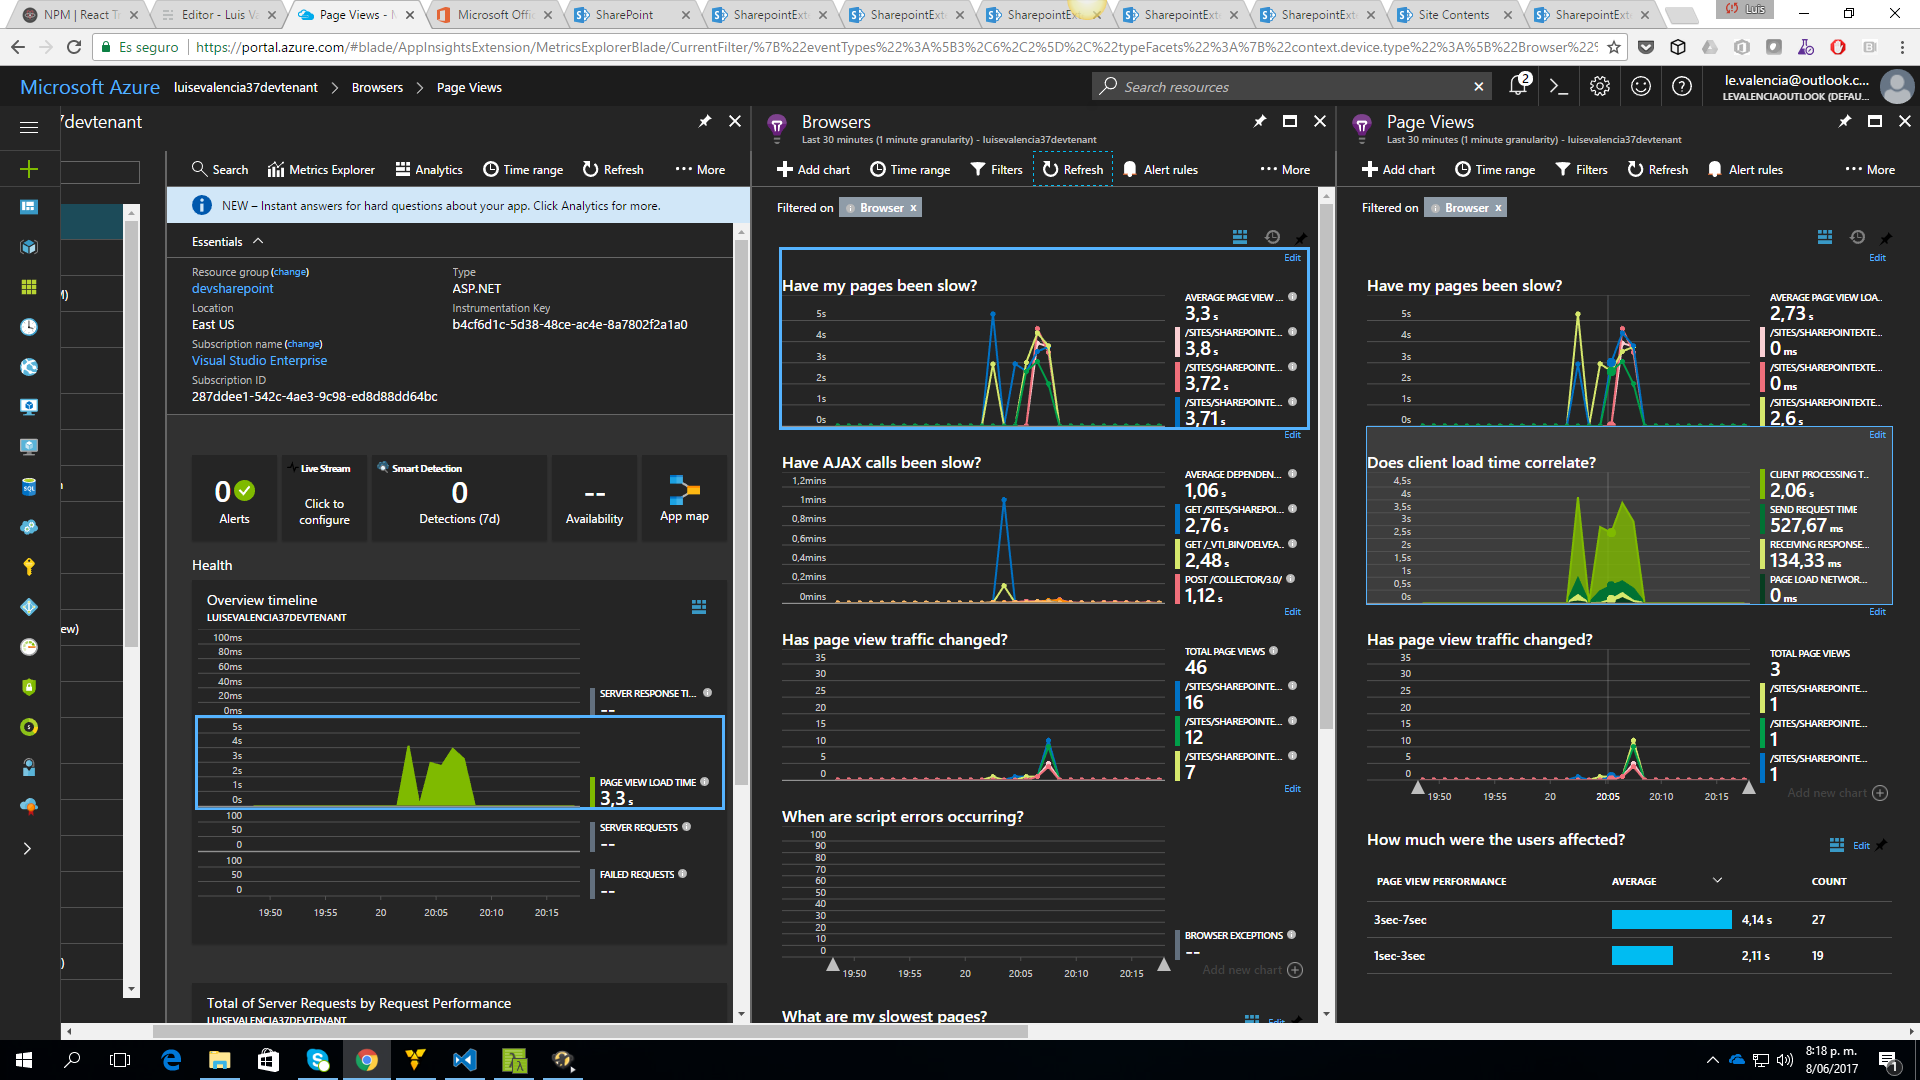 NPM | React T
Editor - Luis Va
Page Views - M
Microsoft Offic
SharePoint
SharepointExt
SharepointExt
SharepointExt
SharepointExt
SharepointExt
Site Contents
SharepointExt
Luis
Es seguro
https://portal.azure.com/#blade/AppInsightsExtension/MetricsExplorerBlade/CurrentFilter/%7B%22eventTypes%22%3A%5B3%2C6%2C2%5D%2C%22typeFacets%22%3A%7B%22context.device.type%22%3A%5B%22Browser%22%
Microsoft Azure luisevalencia37devtenant > Browsers > Page Views
Search resources
2
le.valencia@outlook.c...
LEVALENCIAOUTLOOK (DEFAU...
7devtenant
Search Metrics Explorer Analytics Time range Refresh ··· More
NEW – Instant answers for hard questions about your app. Click Analytics for more.
Essentials
Resource group (change)
devsharepoint
Type
ASP.NET
Location
East US
Instrumentation Key
b4cf6d1c-5d38-48ce-ac4e-8a7802f2a1a0
Subscription name (change)
Visual Studio Enterprise
Subscription ID
287ddee1-542c-4ae3-9c98-ed8d88dd64bc
0
Alerts
Live Stream
Click to
configure
Smart Detection
0
Detections (7d)
--
Availability
App map
Health
Overview timeline
LUISEVALENCIA37DEVTENANT
100ms
80ms
60ms
40ms
20ms
0ms
SERVER RESPONSE TI...
--
5s
4s
3s
2s
1s
0s
PAGE VIEW LOAD TIME
3,3 s
100
50
0
SERVER REQUESTS
--
100
50
0
FAILED REQUESTS
--
19:50 19:55 20 20:05 20:10 20:15
Total of Server Requests by Request Performance
LUISEVALENCIA37DEVTENANT
ew)
Browsers
Last 30 minutes (1 minute granularity) - luisevalencia37devtenant
Add chart Time range Filters Refresh Alert rules ··· More
Filtered on Browser x
Edit
Have my pages been slow?
5s
4s
3s
2s
1s
0s
AVERAGE PAGE VIEW ...
3,3 s
/SITES/SHAREPOINTE...
3,8 s
/SITES/SHAREPOINTE...
3,72 s
/SITES/SHAREPOINTE...
3,71 s
Edit
Have AJAX calls been slow?
1,2mins
1mins
0,8mins
0,6mins
0,4mins
0,2mins
0mins
AVERAGE DEPENDEN...
1,06 s
GET /SITES/SHAREPOI...
2,76 s
GET /_VTI_BIN/DELVEA...
2,48 s
POST /COLLECTOR/3.0/
1,12 s
Edit
Has page view traffic changed?
35
30
25
20
15
10
5
0
TOTAL PAGE VIEWS
46
/SITES/SHAREPOINTE...
16
/SITES/SHAREPOINTE...
12
/SITES/SHAREPOINTE...
7
Edit
When are script errors occurring?
100
90
80
70
60
50
40
30
20
10
0
BROWSER EXCEPTIONS
--
Add new chart
19:50 19:55 20 20:05 20:10 20:15
What are my slowest pages?
Edit
Page Views
Last 30 minutes (1 minute granularity) - luisevalencia37devtenant
Add chart Time range Filters Refresh Alert rules ··· More
Filtered on Browser x
Edit
Have my pages been slow?
5s
4s
3s
2s
1s
0s
AVERAGE PAGE VIEW LOA...
2,73 s
/SITES/SHAREPOINTEXTE...
0 ms
/SITES/SHAREPOINTEXTE...
0 ms
/SITES/SHAREPOINTEXTE...
2,6 s
Edit
Does client load time correlate?
4,5s
4s
3,5s
3s
2,5s
2s
1,5s
1s
0,5s
0s
CLIENT PROCESSING T...
2,06 s
SEND REQUEST TIME
527,67 ms
RECEIVING RESPONSE...
134,33 ms
PAGE LOAD NETWOR...
0 ms
Edit
Has page view traffic changed?
35
30
25
20
15
10
5
0
TOTAL PAGE VIEWS
3
/SITES/SHAREPOINTE...
1
/SITES/SHAREPOINTE...
1
/SITES/SHAREPOINTE...
1
Add new chart
19:50 19:55 20 20:05 20:10 20:15
How much were the users affected?
Edit
PAGE VIEW PERFORMANCE AVERAGE COUNT
3sec-7sec 4,14 s 27
1sec-3sec 2,11 s 19
8:18 p. m.
8/06/2017
1